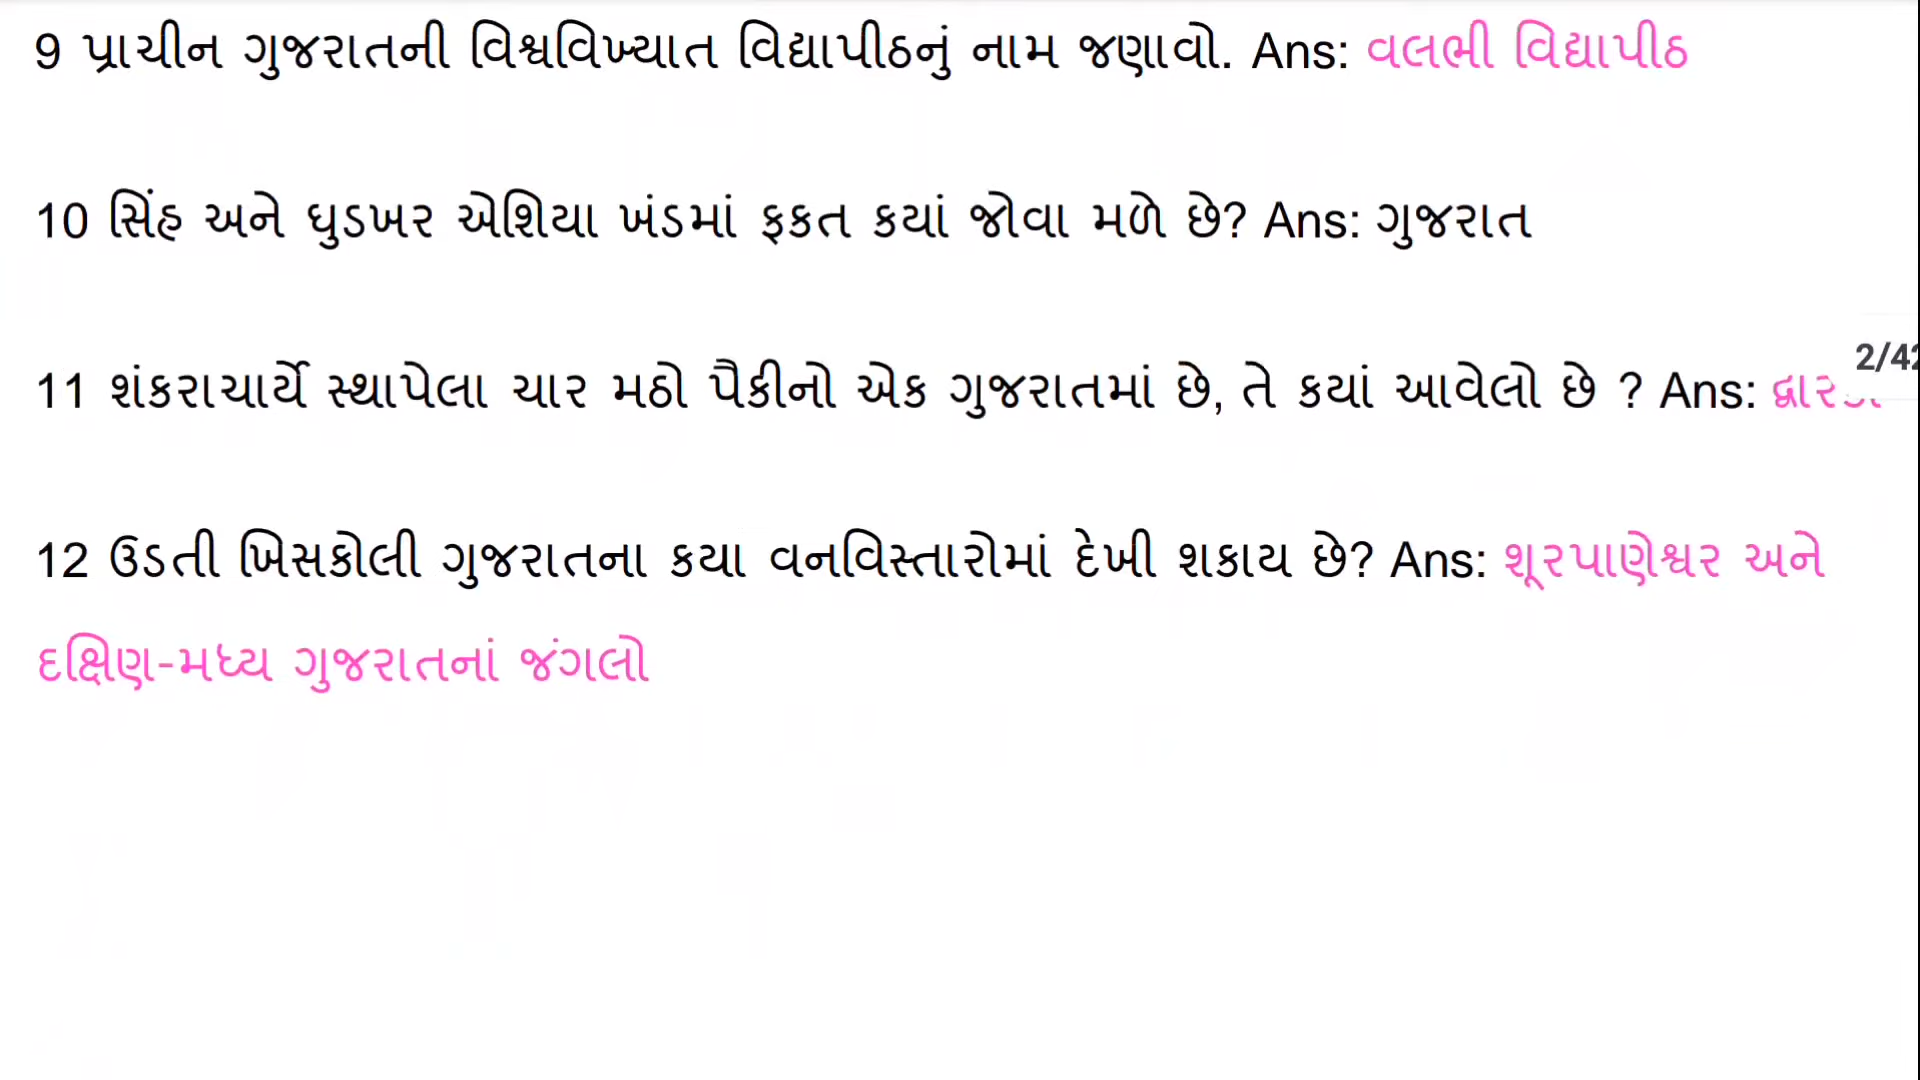 9 પ્રાચીન ગુજરાતની વિશ્વવિખ્યાત વિદ્યાપીઠનું નામ જણાવો. Ans: વલભી વિદ્યાપીઠ
10 સિંહ અને ઘુડખર એશિયા ખંડમાં ફકત કયાં જોવા મળે છે? Ans: ગુજરાત
2/42
11 શંકરાચાર્યે સ્થાપેલા ચાર મઠો પૈકીનો એક ગુજરાતમાં છે, તે કયાં આવેલો છે ? Ans: દ્વારકા
12 ઉડતી ખિસકોલી ગુજરાતના કયા વનવિસ્તારોમાં દેખી શકાય છે? Ans: શૂરપાણેશ્વર અને
દક્ષિણ-મધ્ય ગુજરાતનાં જંગલો